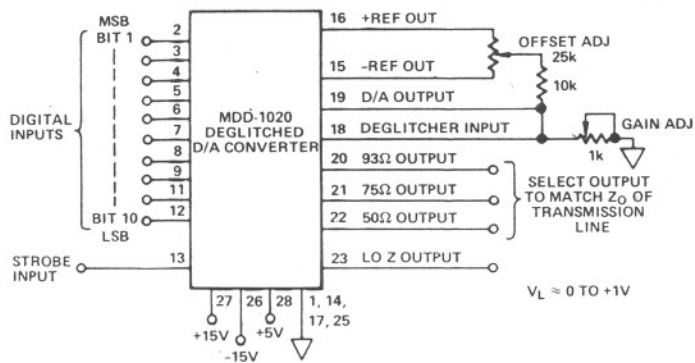 MSB
BIT 1
2
3
4
5
6
7
8
9
11
12
BIT 10
LSB
DIGITAL
INPUTS
STROBE
INPUT
13
MDD-1020
DEGLITCHED
D/A CONVERTER
16 +REF OUT
15 -REF OUT
19 D/A OUTPUT
18 DEGLITCHER INPUT
20 93Ω OUTPUT
21 75Ω OUTPUT
22 50Ω OUTPUT
23 LO Z OUTPUT
OFFSET ADJ
25k
10k
GAIN ADJ
1k
SELECT OUTPUT
TO MATCH ZO OF
TRANSMISSION
LINE
VL ≈ 0 TO +1V
27 26 28 1, 14,
17, 25
+15V
-15V
+5V